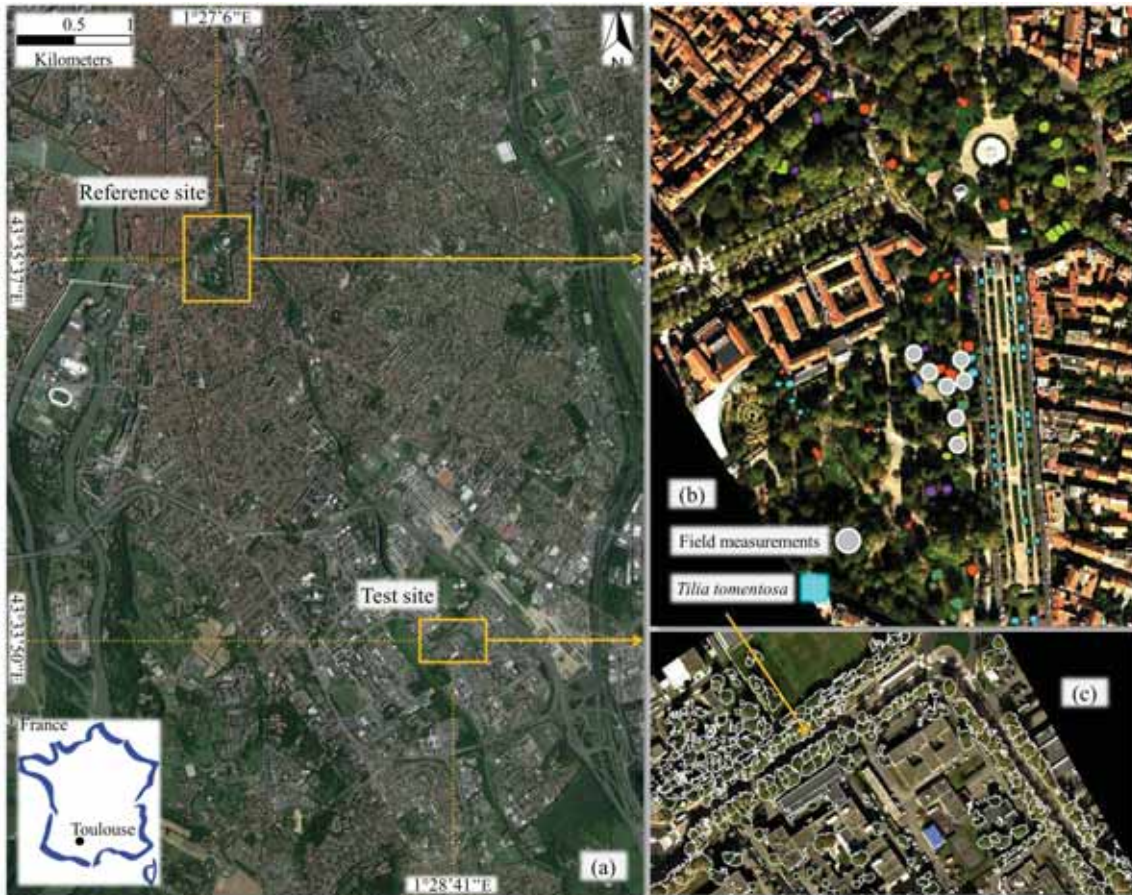 0.5 1
Kilometers
1°27'6"E
N
Reference site
43°35'37"E
Test site
43°33'50"E
France
Toulouse
1°28'41"E
(a)
(b)
Field measurements
Tilia tomentosa
(c)